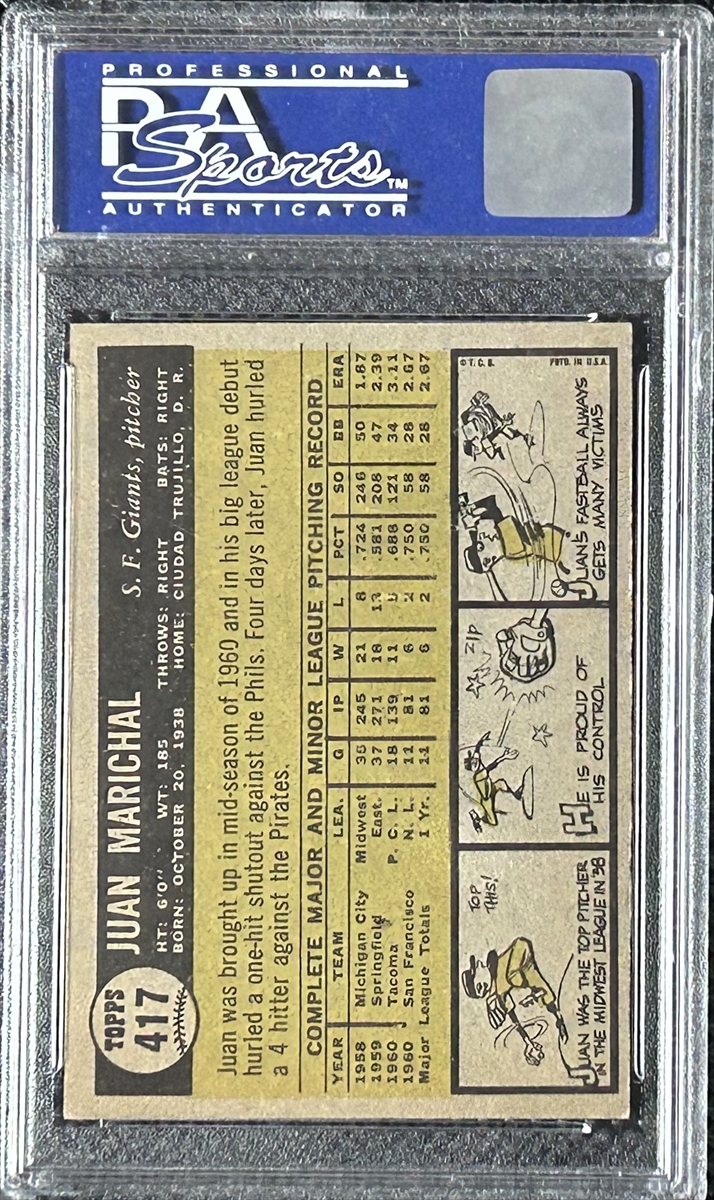 PROFESSIONAL
PSA
Sports™
AUTHENTICATOR
TOPPS
417
JUAN MARICHAL S. F. Giants, pitcher
HT: 6'0" WT: 185 THROWS: RIGHT BATS: RIGHT
BORN: OCTOBER 20, 1938 HOME: CIUDAD TRUJILLO, D. R.
Juan was brought up in mid-season of 1960 and in his big league debut
hurled a one-hit shutout against the Phils. Four days later, Juan hurled
a 4 hitter against the Pirates.
COMPLETE MAJOR AND MINOR LEAGUE PITCHING RECORD
YEAR TEAM LEA. G IP W L PCT SO BB ERA
1958 Michigan City Midwest 35 245 21 8 .724 246 50 1.87
1959 Springfield East. 37 271 18 13 .581 208 47 2.39
1960 Tacoma P. C. L. 18 139 11 5 .688 121 34 3.11
1960 San Francisco N. L. 11 81 6 2 .750 58 28 2.67
Major League Totals 1 Yr. 11 81 6 2 .750 58 28 2.67
TOP
THIS!
JUAN WAS THE TOP PITCHER
IN THE MIDWEST LEAGUE IN '58
ZIP
HE IS PROUD OF
HIS CONTROL
© T. C. G. PRTD. IN U.S.A.
JUAN'S FASTBALL ALWAYS
GETS MANY VICTIMS